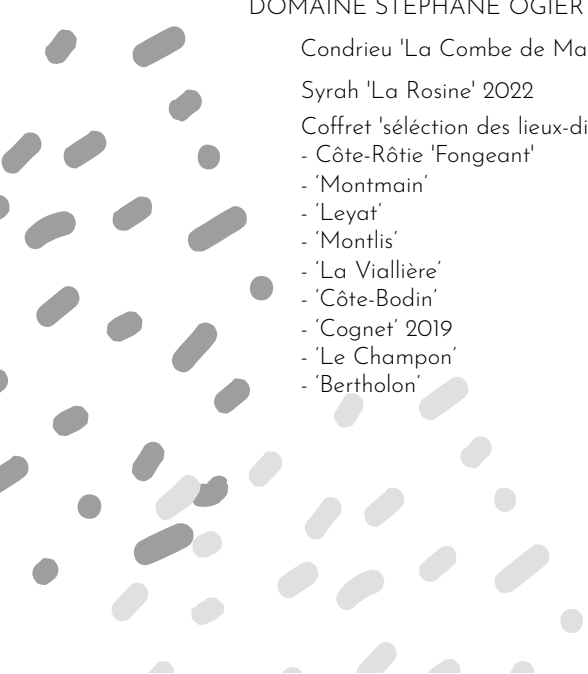 DOMAINE STEPHANE OGIER
Condrieu 'La Combe de Ma
Syrah 'La Rosine' 2022
Coffret 'séléction des lieux-di
- Côte-Rôtie 'Fongeant'
- ‘Montmain’
- ‘Leyat’
- ‘Montlis’
- ‘La Viallière’
- ‘Côte-Bodin’
- ‘Cognet’ 2019
- ‘Le Champon’
- ‘Bertholon’